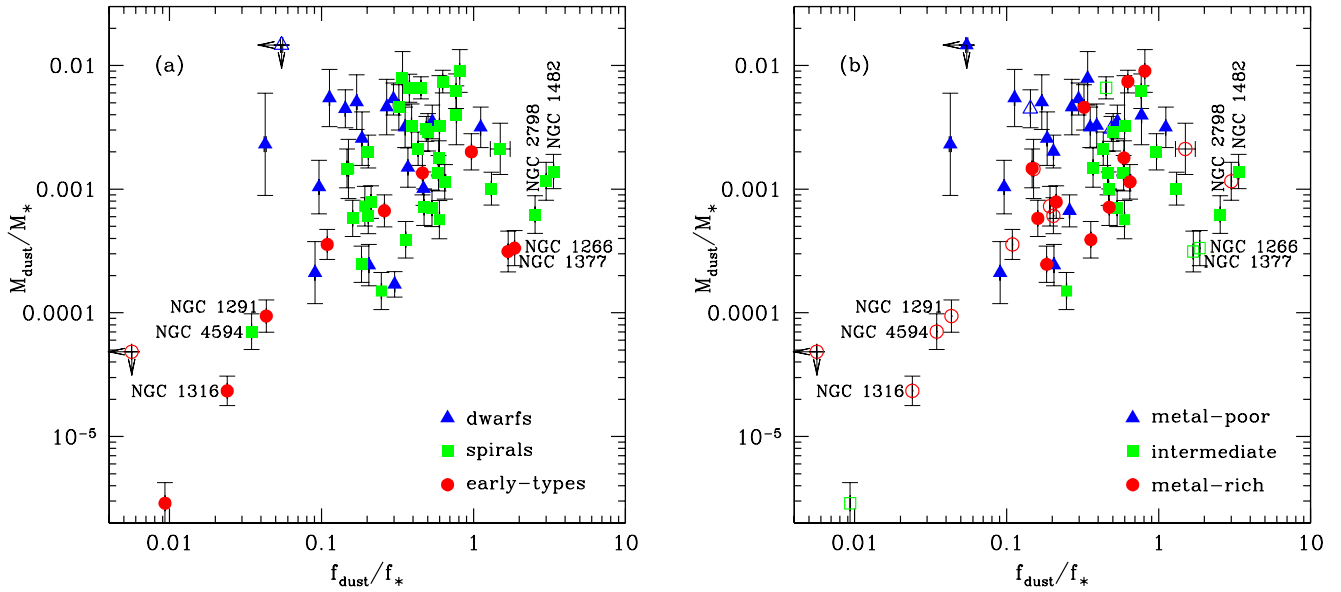 (a)
NGC 2798
NGC 1482
NGC 1266
NGC 1377
NGC 1291
NGC 4594
NGC 1316
dwarfs
spirals
early-types
M_dust/M_*
0.01
0.001
0.0001
10^-5
0.01
0.1
1
10
f_dust/f_*
(b)
NGC 2798
NGC 1482
NGC 1266
NGC 1377
NGC 1291
NGC 4594
NGC 1316
metal-poor
intermediate
metal-rich
M_dust/M_*
0.01
0.001
0.0001
10^-5
0.01
0.1
1
10
f_dust/f_*